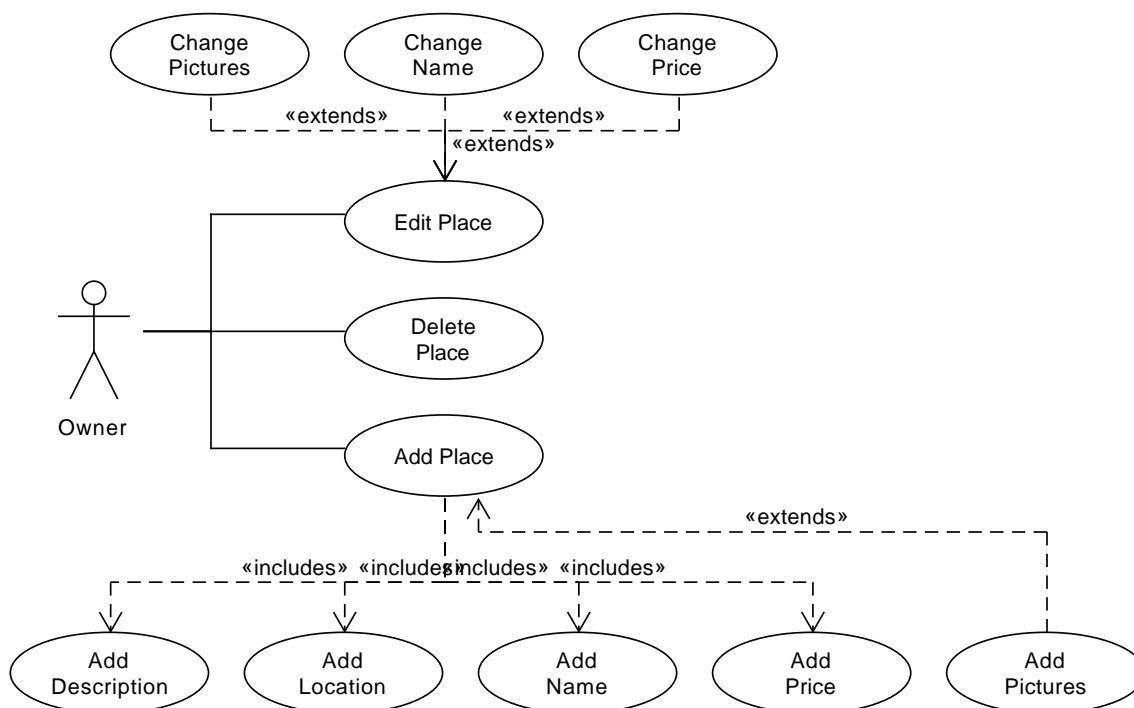 Change
Pictures
Change
Name
Change
Price
«extends»
«extends»
«extends»
Edit Place
Delete
Place
Owner
Add Place
«extends»
«includes»
«includes»
«includes»
«includes»
Add
Description
Add
Location
Add
Name
Add
Price
Add
Pictures